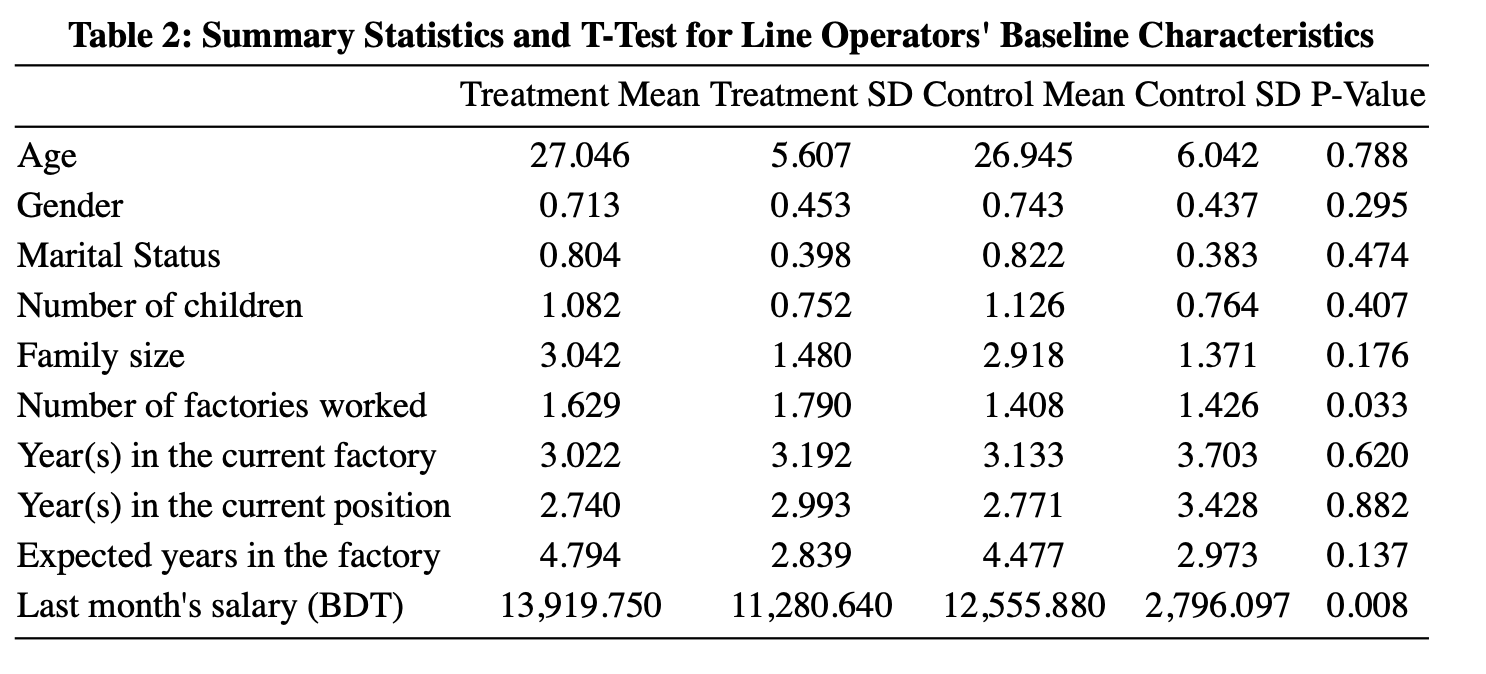 Table 2: Summary Statistics and T-Test for Line Operators' Baseline Characteristics
Treatment Mean Treatment SD Control Mean Control SD P-Value
Age 27.046 5.607 26.945 6.042 0.788
Gender 0.713 0.453 0.743 0.437 0.295
Marital Status 0.804 0.398 0.822 0.383 0.474
Number of children 1.082 0.752 1.126 0.764 0.407
Family size 3.042 1.480 2.918 1.371 0.176
Number of factories worked 1.629 1.790 1.408 1.426 0.033
Year(s) in the current factory 3.022 3.192 3.133 3.703 0.620
Year(s) in the current position 2.740 2.993 2.771 3.428 0.882
Expected years in the factory 4.794 2.839 4.477 2.973 0.137
Last month's salary (BDT) 13,919.750 11,280.640 12,555.880 2,796.097 0.008